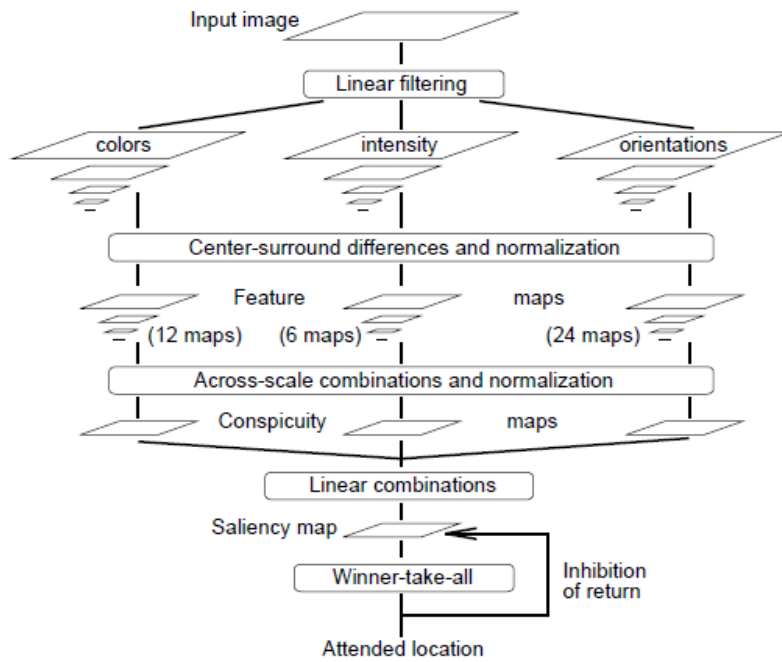 Input image
Linear filtering
colors intensity orientations
Center-surround differences and normalization
Feature maps
(12 maps) (6 maps) (24 maps)
Across-scale combinations and normalization
Conspicuity maps
Linear combinations
Saliency map
Winner-take-all
Inhibition
of return
Attended location